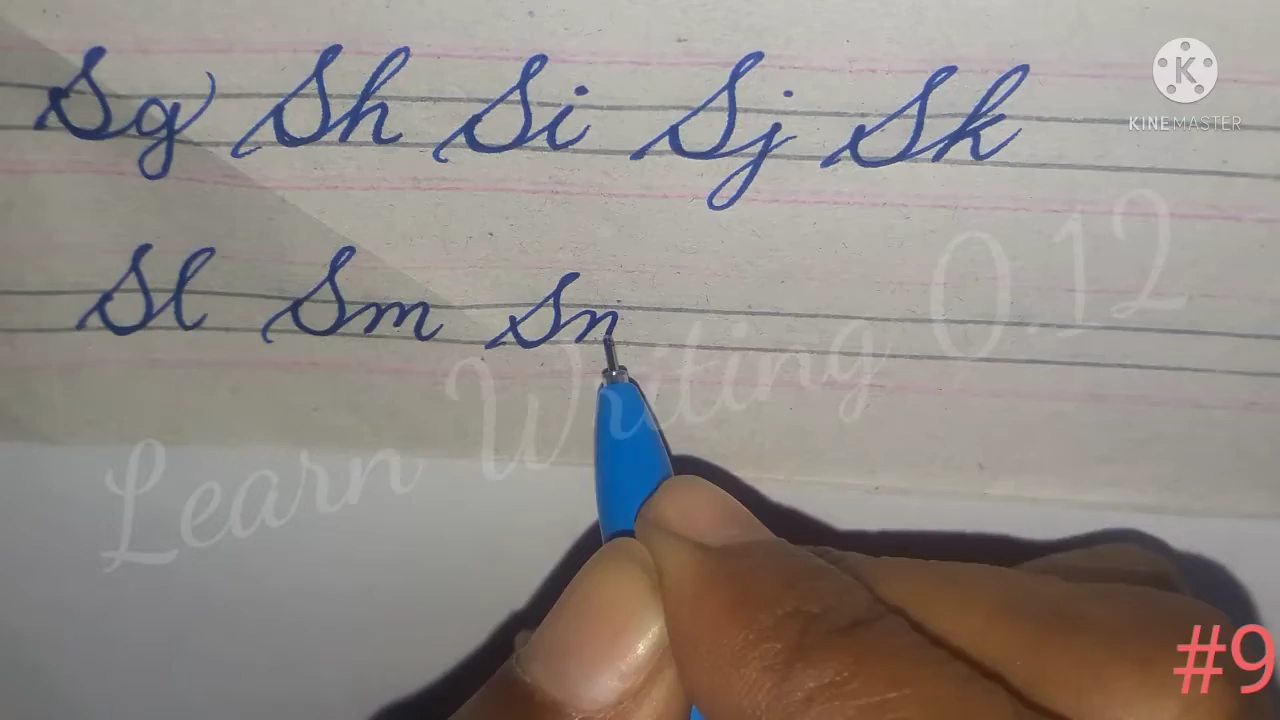 Sg Sh Si Sj Sk
KINEMASTER
Sl Sm Sn
Learn Writing 0.12
#9